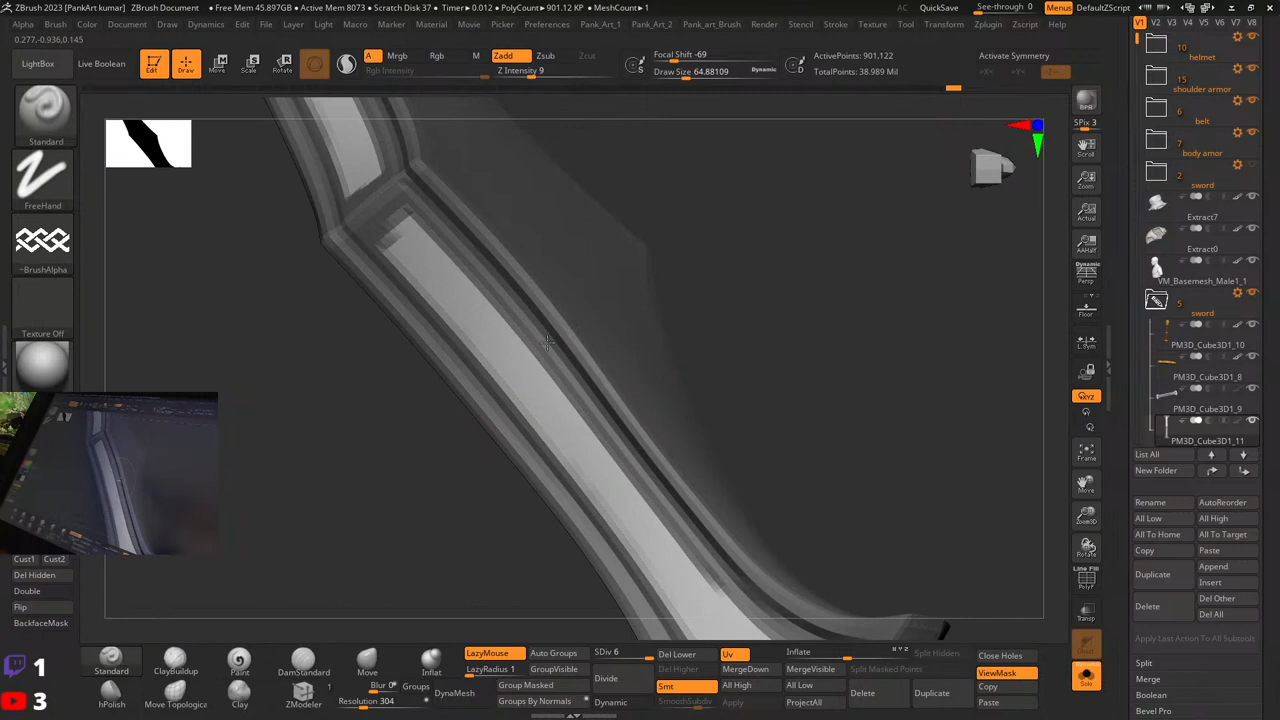 ZBrush 2023 [PankArt kumar] ZBrush Document • Free Mem 45.897GB • Active Mem 8073 • Scratch Disk 37 • Timer▸0.012 • PolyCount▸901.12 KP • MeshCount▸1
AC QuickSave See-through 0 Menus DefaultZScript
Alpha Brush Color Document Draw Dynamics Edit File Layer Light Macro Marker Material Movie Picker Pank_Art_1 Pank_Art_2 Pank_art_Brush Render Stencil Stroke Texture Tool Transform Zplugin Zscript Help
V1 V2 V3 V4 V5 V6 V7 V8
0.277,-0.936,0.145
LightBox Live Boolean
Edit Draw Move Scale Rotate
A Mrgb Rgb M Zadd Zsub Zcut
Rgb Intensity Z Intensity 9
Focal Shift -69
Draw Size 64.88109 Dynamic
S D
ActivePoints: 901,122
TotalPoints: 38.989 Mil
Activate Symmetry
>X< >Y<
Standard
FreeHand
~BrushAlpha
Texture Off
Cust1 Cust2
Del Hidden
Double
Flip
BackfaceMask
1
3
BPR
SPix 3
Scroll
Zoom
Actual
AAHalf
Dynamic
Persp
Floor
L.Sym
XYZ
Frame
Move
Zoom3D
Rotate
Line Fill
PolyF
Transp
Solo
10
helmet
15
shoulder armor
6
belt
7
body amor
2
sword
Extract7
Extract0
VM_Basemesh_Male1_1
5
sword
PM3D_Cube3D1_10
PM3D_Cube3D1_8
PM3D_Cube3D1_9
PM3D_Cube3D1_11
List All
New Folder
Rename AutoReorder
All Low All High
All To Home All To Target
Copy Paste
Duplicate Append
Insert
Delete Del Other
Del All
Apply Last Action To All Subtools
Split
Merge
Boolean
Bevel Pro
Standard ClayBuildup Paint DamStandard Move Inflat
hPolish Move Topological Clay ZModeler 1
Blur 0 Groups
Resolution 304 DynaMesh
LazyMouse Auto Groups
LazyRadius 1 GroupVisible
Group Masked
Groups By Normals
SDiv 6
Divide
Dynamic
Del Lower Uv Inflate
Del Higher MergeDown MergeVisible Split Masked Points
Split Hidden
Smt All High All Low Delete Duplicate
SmoothSubdiv Apply ProjectAll
Close Holes
ViewMask
Copy
Paste